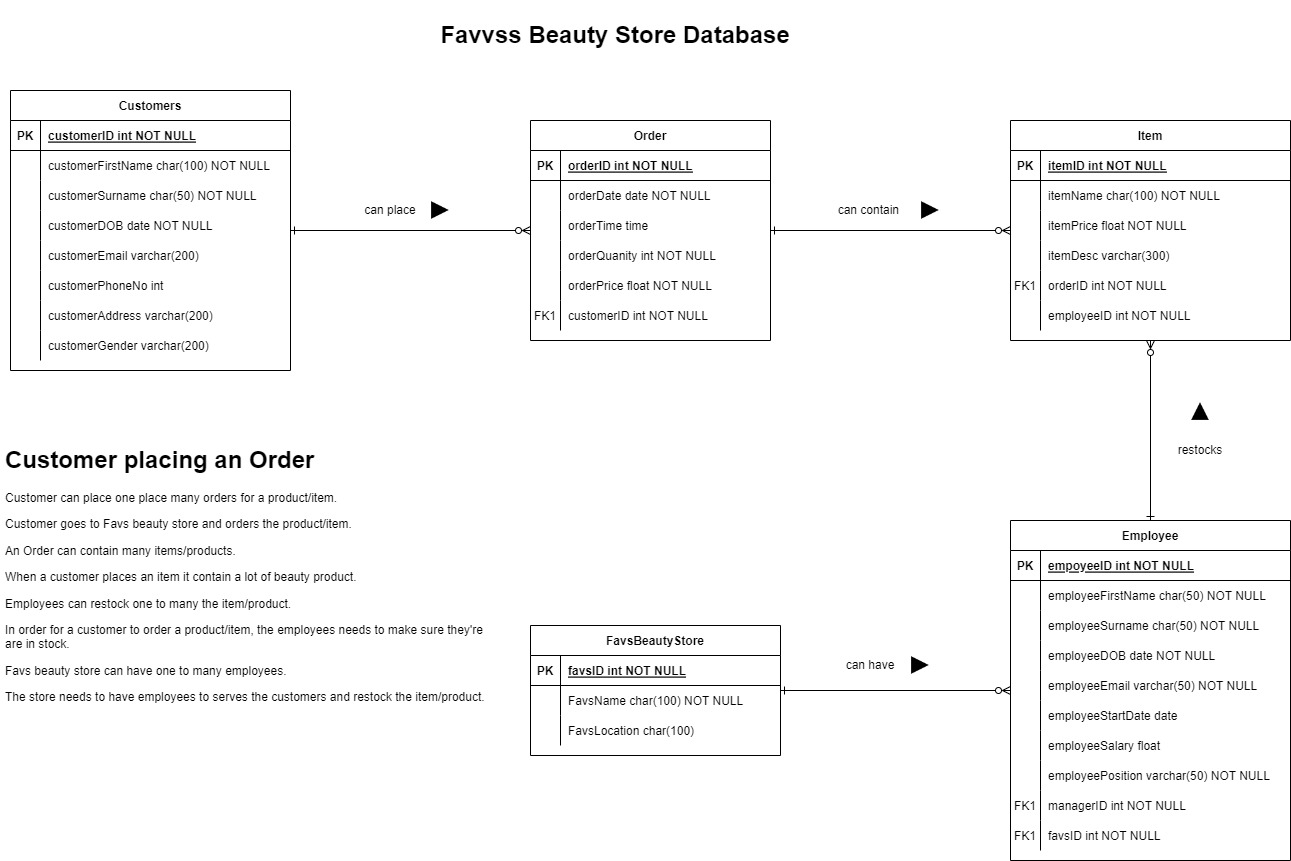 Favvss Beauty Store Database
Customers
PK customerID int NOT NULL
customerFirstName char(100) NOT NULL
customerSurname char(50) NOT NULL
customerDOB date NOT NULL
customerEmail varchar(200)
customerPhoneNo int
customerAddress varchar(200)
customerGender varchar(200)
can place
Order
PK orderID int NOT NULL
orderDate date NOT NULL
orderTime time
orderQuanity int NOT NULL
orderPrice float NOT NULL
FK1 customerID int NOT NULL
can contain
Item
PK itemID int NOT NULL
itemName char(100) NOT NULL
itemPrice float NOT NULL
itemDesc varchar(300)
FK1 orderID int NOT NULL
employeeID int NOT NULL
restocks
Customer placing an Order
Customer can place one place many orders for a product/item.
Customer goes to Favs beauty store and orders the product/item.
An Order can contain many items/products.
When a customer places an item it contain a lot of beauty product.
Employees can restock one to many the item/product.
In order for a customer to order a product/item, the employees needs to make sure they're
are in stock.
Favs beauty store can have one to many employees.
The store needs to have employees to serves the customers and restock the item/product.
FavsBeautyStore
PK favsID int NOT NULL
FavsName char(100) NOT NULL
FavsLocation char(100)
can have
Employee
PK empoyeeID int NOT NULL
employeeFirstName char(50) NOT NULL
employeeSurname char(50) NOT NULL
employeeDOB date NOT NULL
employeeEmail varchar(50) NOT NULL
employeeStartDate date
employeeSalary float
employeePosition varchar(50) NOT NULL
FK1 managerID int NOT NULL
FK1 favsID int NOT NULL